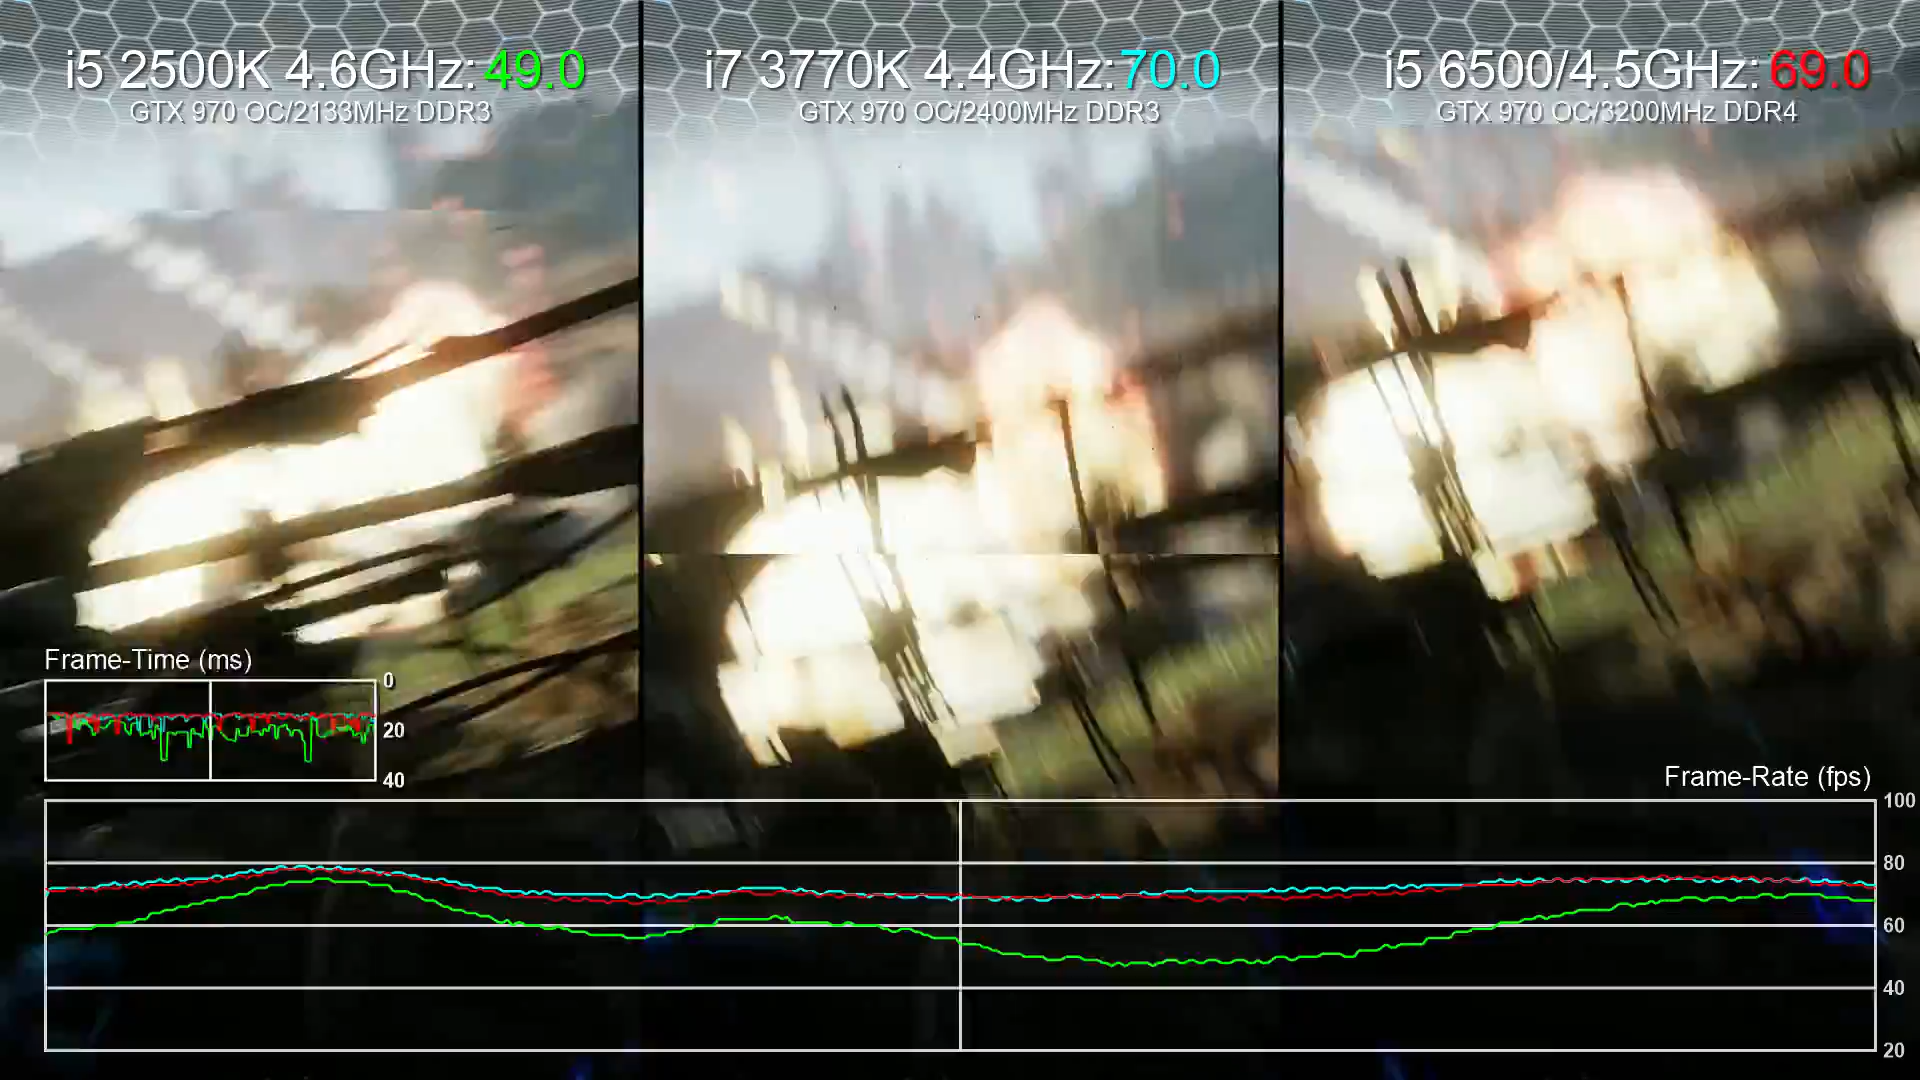 i5 2500K 4.6GHz: 49.0
GTX 970 OC/2133MHz DDR3
i7 3770K 4.4GHz: 70.0
GTX 970 OC/2400MHz DDR3
i5 6500/4.5GHz: 69.0
GTX 970 OC/3200MHz DDR4
Frame-Time (ms)
0
20
40
Frame-Rate (fps)
100
80
60
40
20